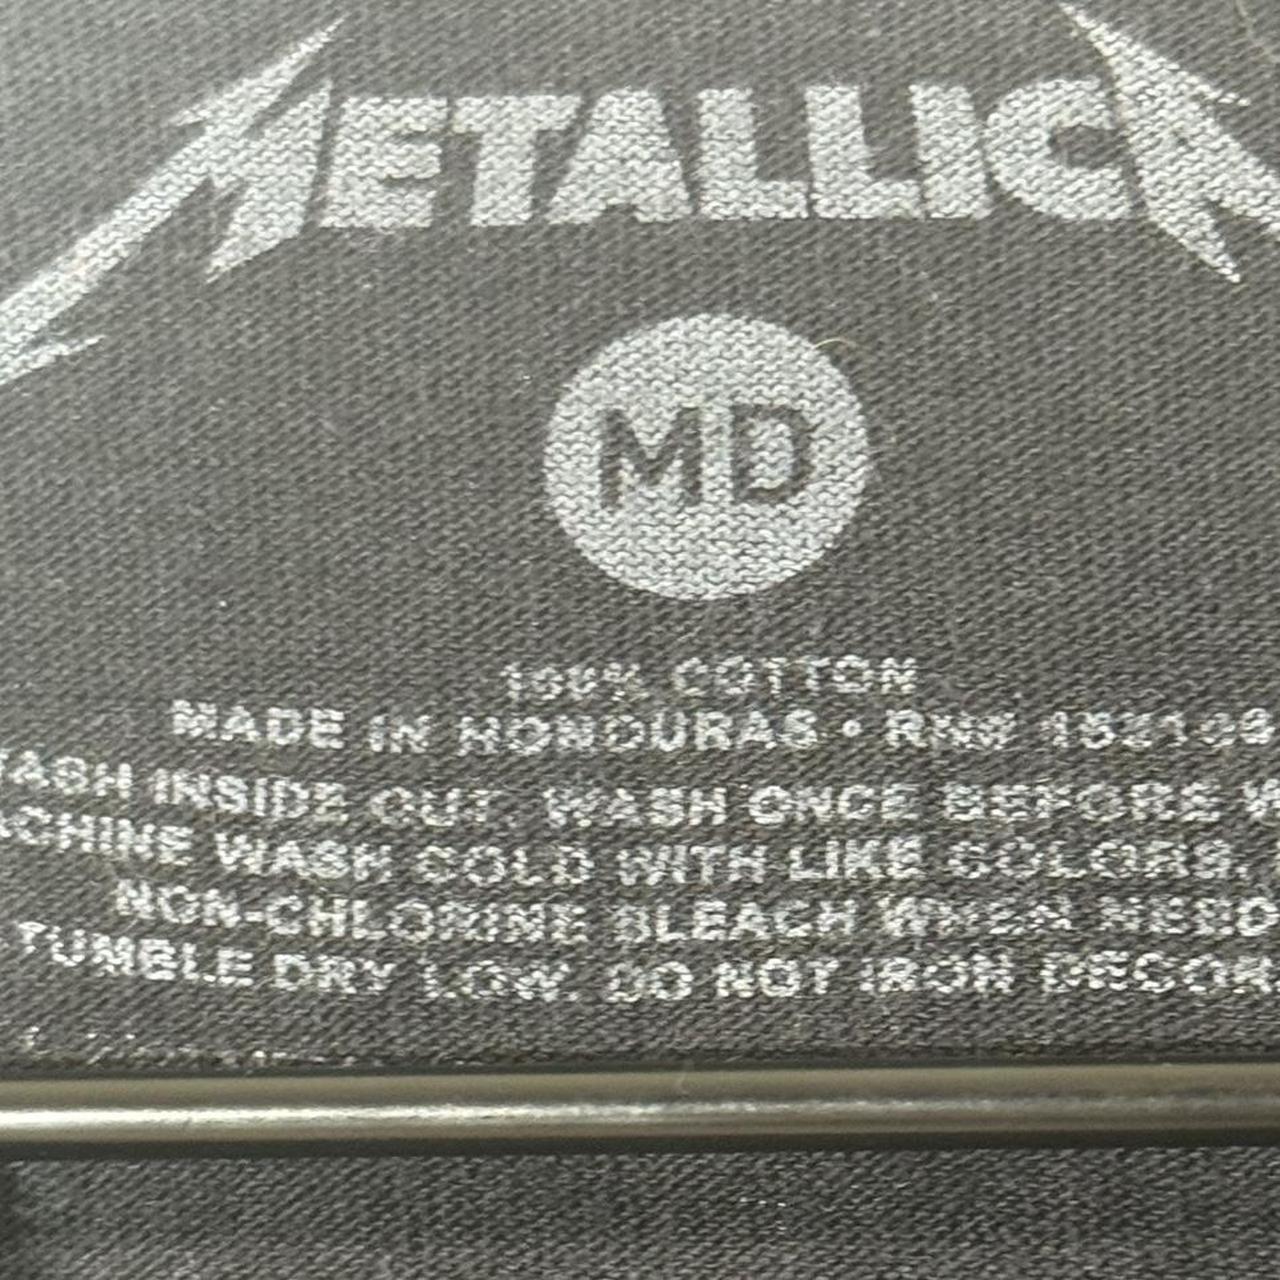 METALLICA
MD
100% COTTON
MADE IN HONDURAS • RN#
WASH INSIDE OUT. WASH ONCE BEFORE
MACHINE WASH COLD WITH LIKE COLORS.
NON-CHLORINE BLEACH WHEN
TUMBLE DRY LOW. DO NOT IRON